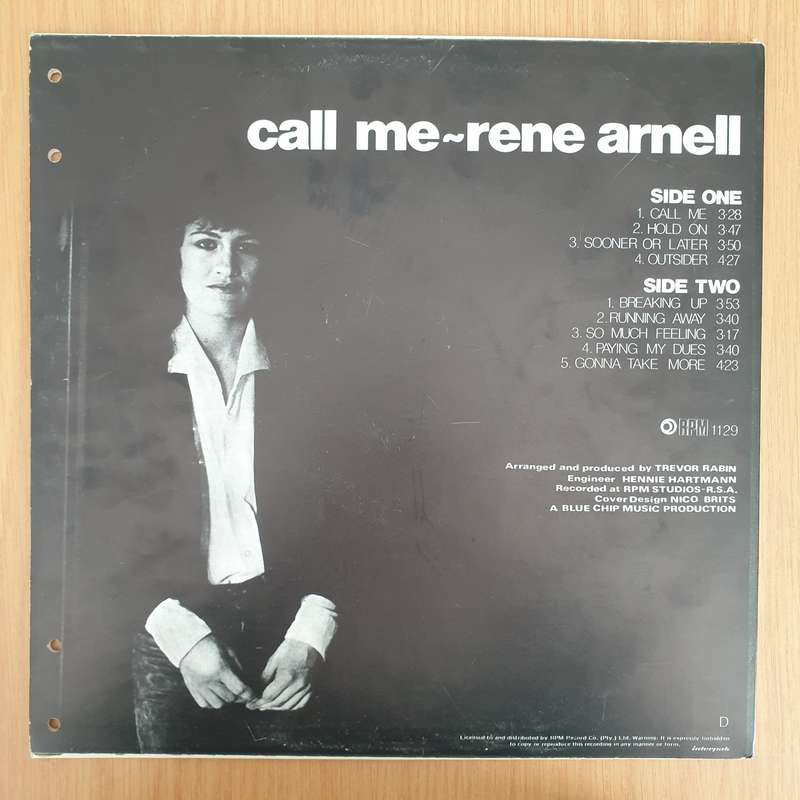 call me~rene arnell
SIDE ONE
1. CALL ME 3:28
2. HOLD ON 3:47
3. SOONER OR LATER 3:50
4. OUTSIDER 4:27
SIDE TWO
1. BREAKING UP 3:53
2. RUNNING AWAY 3:40
3. SO MUCH FEELING 3:17
4. PAYING MY DUES 3:40
5. GONNA TAKE MORE 4:23
RPM 1129
Arranged and produced by TREVOR RABIN
Engineer HENNIE HARTMANN
Recorded at RPM STUDIOS-R.S.A.
Cover Design NICO BRITS
A BLUE CHIP MUSIC PRODUCTION
D
Licensed to and distributed by RPM Record Co. (Pty.) Ltd. Warning: It is expressly forbidden
to copy or reproduce this recording in any manner or form. interpak